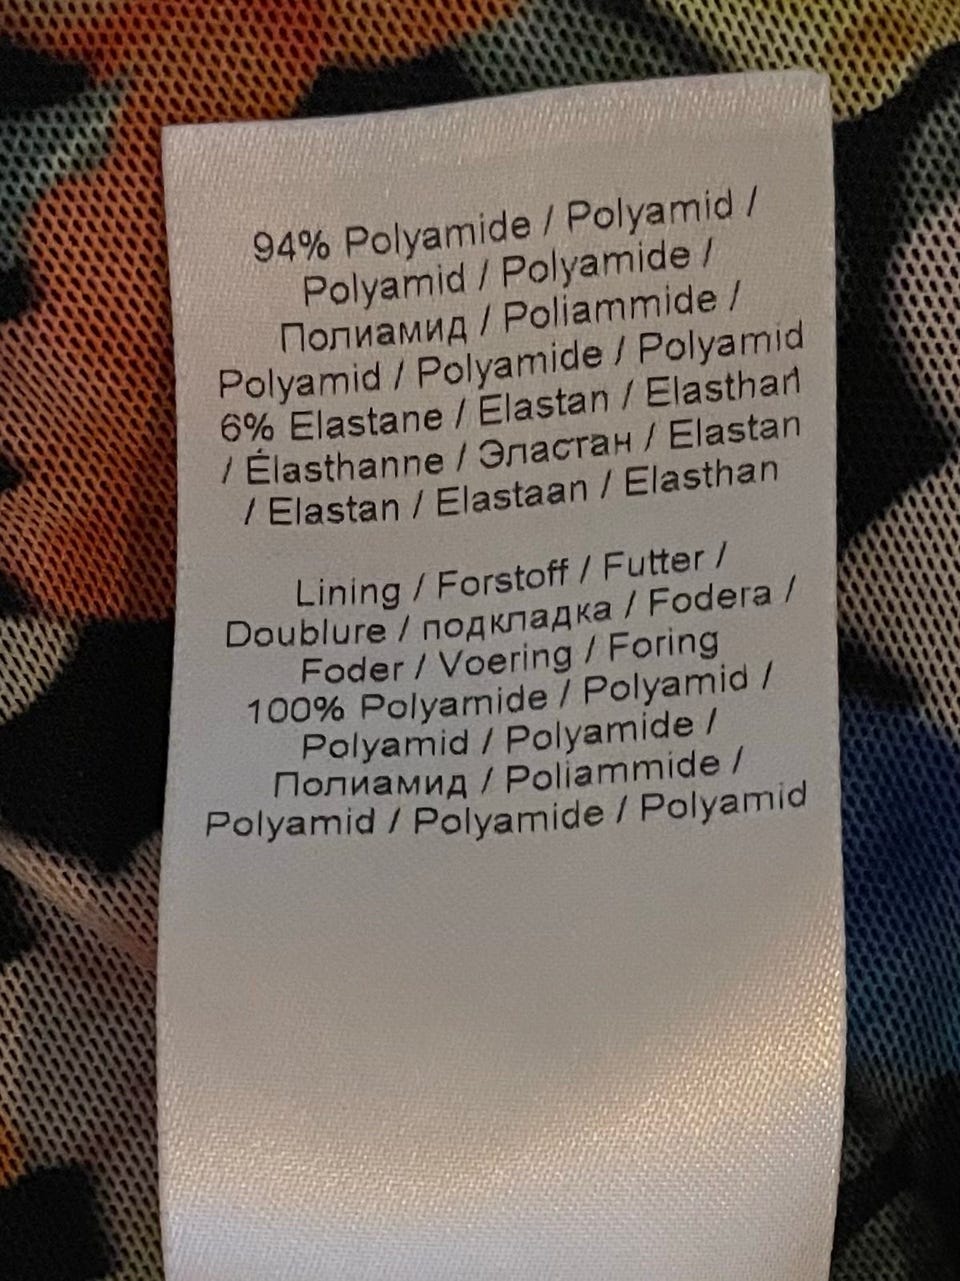 94% Polyamide / Polyamid /
Polyamid / Polyamide /
Полиамид / Poliammide /
Polyamid / Polyamide / Polyamid
6% Elastane / Elastan / Elasthan
/ Élasthanne / Эластан / Elastan
/ Elastan / Elastaan / Elasthan
Lining / Forstoff / Futter /
Doublure / подкладка / Fodera /
Foder / Voering / Foring
100% Polyamide / Polyamid /
Polyamid / Polyamide /
Полиамид / Poliammide /
Polyamid / Polyamide / Polyamid